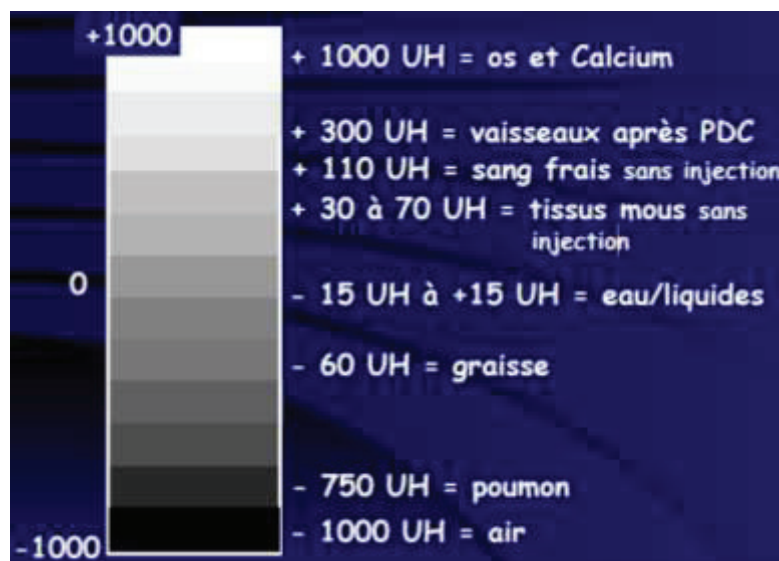 +1000
+ 1000 UH = os et Calcium
+ 300 UH = vaisseaux après PDC
+ 110 UH = sang frais sans injection
+ 30 à 70 UH = tissus mous sans
injection
0
- 15 UH à +15 UH = eau/liquides
- 60 UH = graisse
- 750 UH = poumon
- 1000 UH = air
-1000